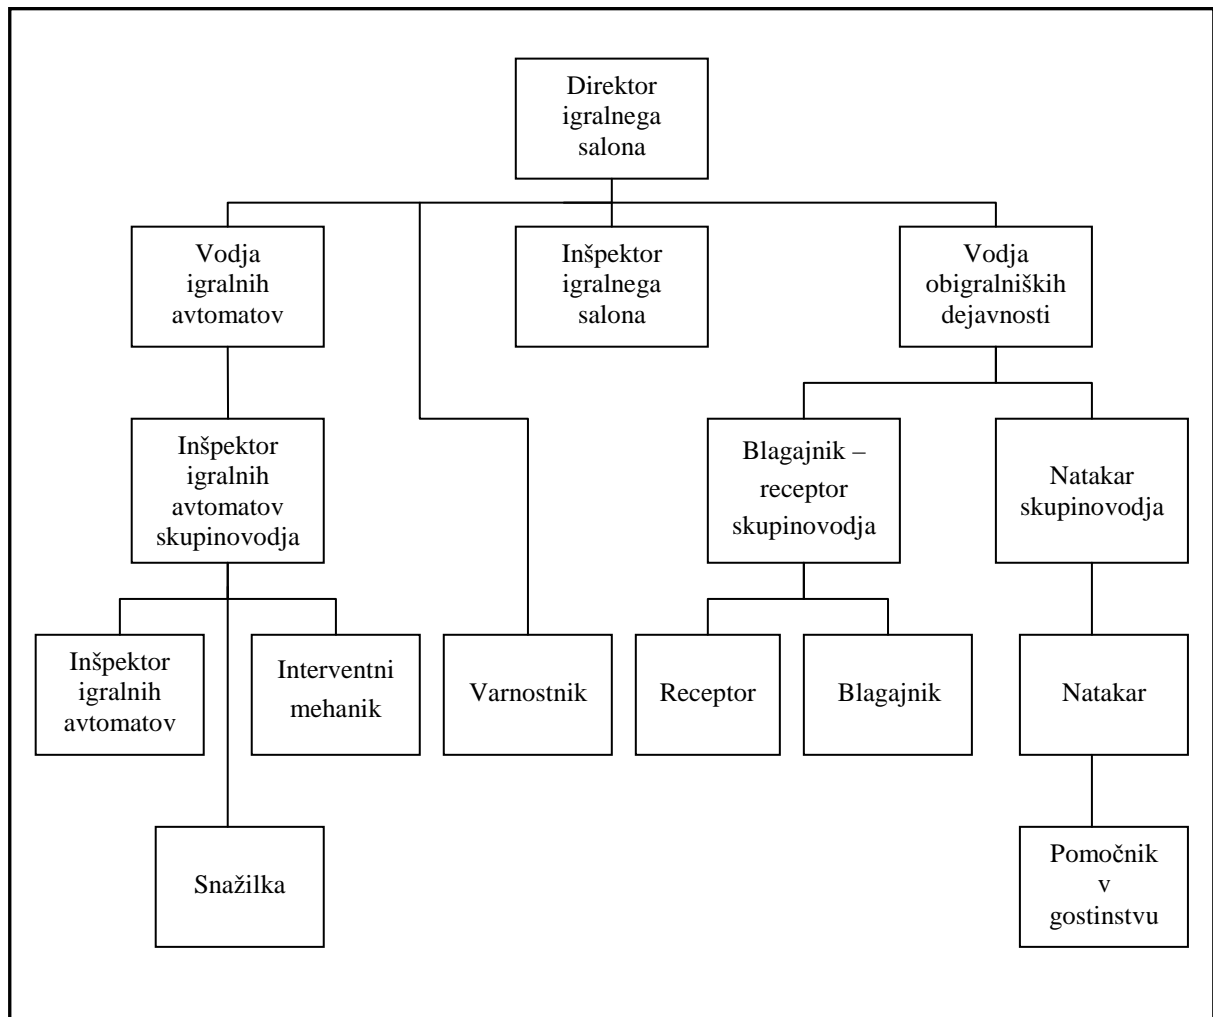 Direktor
igralnega
salona
Vodja
igralnih
avtomatov
Inšpektor
igralnega
salona
Vodja
obigralniških
dejavnosti
Inšpektor
igralnih
avtomatov
skupinovodja
Blagajnik –
receptor
skupinovodja
Natakar
skupinovodja
Inšpektor
igralnih
avtomatov
Interventni
mehanik
Varnostnik
Receptor
Blagajnik
Natakar
Snažilka
Pomočnik
v
gostinstvu